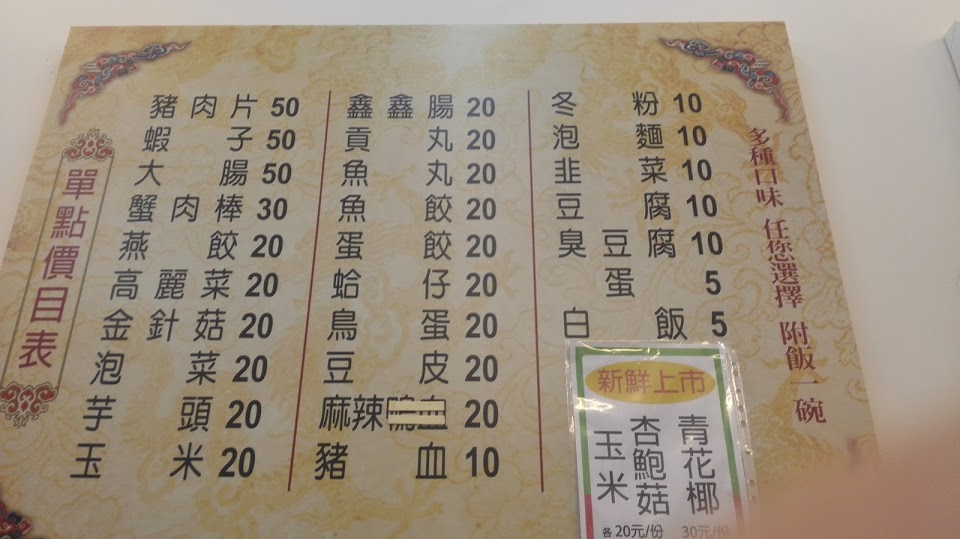 單點價目表
豬肉片 50
蝦子 50
大腸 50
蟹肉棒 30
燕餃 20
高麗菜 20
金針菇 20
泡菜 20
芋頭 20
玉米 20
鑫鑫腸 20
貢丸 20
魚丸 20
魚餃 20
蛋餃 20
蛤仔 20
鳥蛋 20
豆皮 20
麻辣鴨血 20
豬血 10
冬粉 10
泡麵 10
韭菜 10
豆腐 10
臭豆腐 10
蛋 5
白飯 5
多種口味 任您選擇 附飯一碗
新鮮上市
青花椰
杏鮑菇
玉米
各20元/份 30元/份